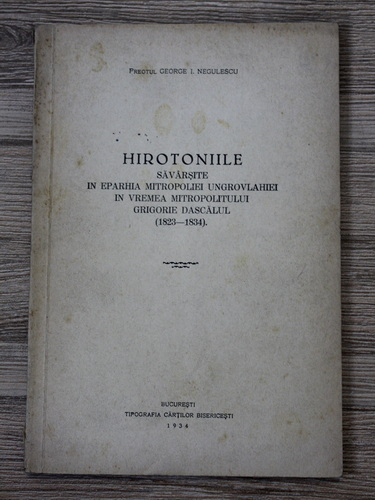 Preotul GEORGE I. NEGULESCU
HIROTONIILE
SĂVÂRȘITE
IN EPARHIA MITROPOLIEI UNGROVLAHIEI
IN VREMEA MITROPOLITULUI
GRIGORIE DASCĂLUL
(1823—1834).
BUCUREȘTI
TIPOGRAFIA CĂRȚILOR BISERICEȘTI
1934